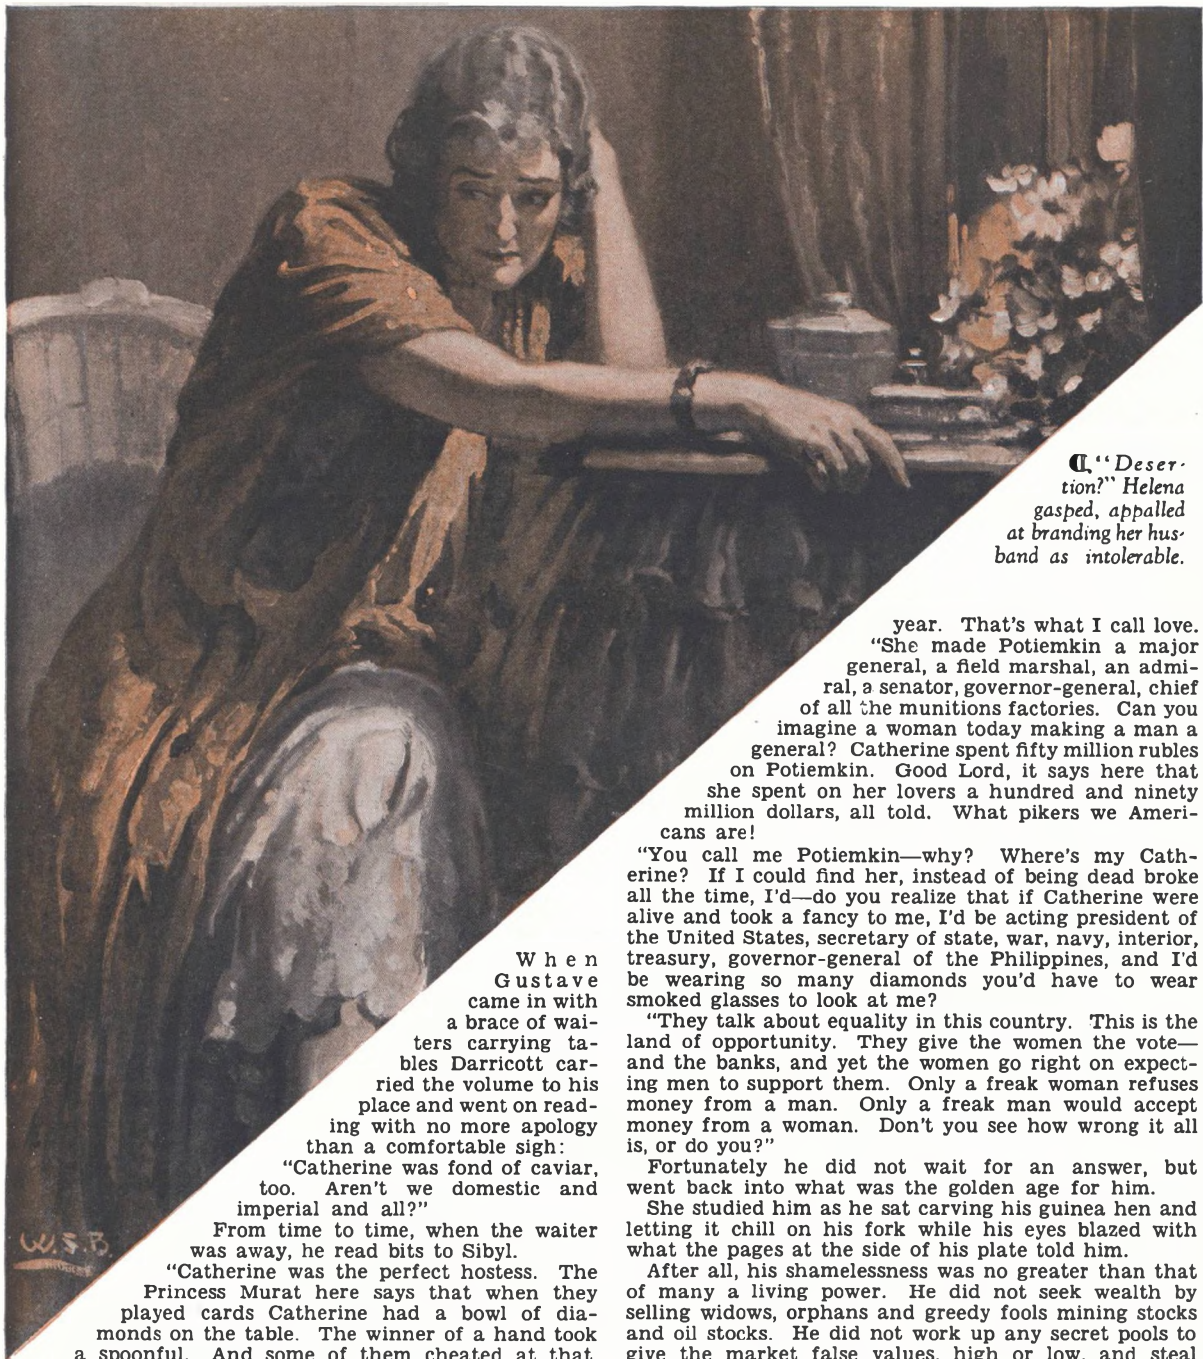 "Deser-
tion?" Helena
gasped, appalled
at branding her hus-
band as intolerable.
When
Gustave
came in with
a brace of wai-
ters carrying ta-
bles Darricott car-
ried the volume to his
place and went on read-
ing with no more apology
than a comfortable sigh:
"Catherine was fond of caviar,
too. Aren't we domestic and
imperial and all?"
From time to time, when the waiter
was away, he read bits to Sibyl.
"Catherine was the perfect hostess. The
Princess Murat here says that when they
played cards Catherine had a bowl of dia-
monds on the table. The winner of a hand took
a spoonful. And some of them cheated at that
year. That's what I call love.
"She made Potiemkin a major
general, a field marshal, an admi-
ral, a senator, governor-general, chief
of all the munitions factories. Can you
imagine a woman today making a man a
general? Catherine spent fifty million rubles
on Potiemkin. Good Lord, it says here that
she spent on her lovers a hundred and ninety
million dollars, all told. What pikers we Ameri-
cans are!
"You call me Potiemkin—why? Where's my Cath-
erine? If I could find her, instead of being dead broke
all the time, I'd—do you realize that if Catherine were
alive and took a fancy to me, I'd be acting president of
the United States, secretary of state, war, navy, interior,
treasury, governor-general of the Philippines, and I'd
be wearing so many diamonds you'd have to wear
smoked glasses to look at me?
"They talk about equality in this country. This is the
land of opportunity. They give the women the vote—
and the banks, and yet the women go right on expect-
ing men to support them. Only a freak woman refuses
money from a man. Only a freak man would accept
money from a woman. Don't you see how wrong it all
is, or do you?"
Fortunately he did not wait for an answer, but
went back into what was the golden age for him.
She studied him as he sat carving his guinea hen and
letting it chill on his fork while his eyes blazed with
what the pages at the side of his plate told him.
After all, his shamelessness was no greater than that
of many a living power. He did not seek wealth by
selling widows, orphans and greedy fools mining stocks
and oil stocks. He did not work up any secret pools to
give the market false values, high or low, and steal
W.S.B.